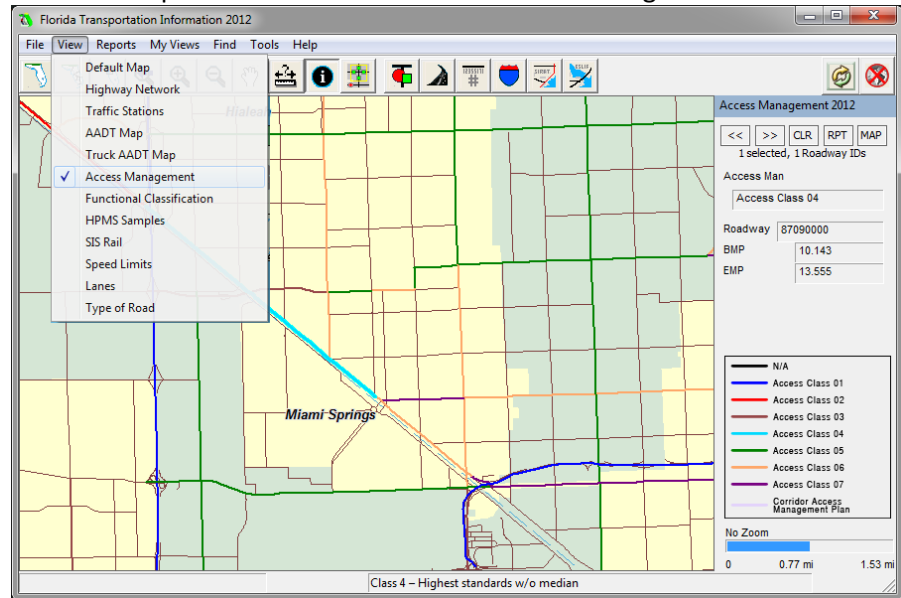 Florida Transportation Information 2012
File View Reports My Views Find Tools Help
Default Map
Highway Network
Traffic Stations
AADT Map
Truck AADT Map
✓ Access Management
Functional Classification
HPMS Samples
SIS Rail
Speed Limits
Lanes
Type of Road
Hialeah
Miami Springs
Access Management 2012
<< >> CLR RPT MAP
1 selected, 1 Roadway IDs
Access Man
Access Class 04
Roadway 87090000
BMP 10.143
EMP 13.555
N/A
Access Class 01
Access Class 02
Access Class 03
Access Class 04
Access Class 05
Access Class 06
Access Class 07
Corridor Access
Management Plan
No Zoom
0 0.77 mi 1.53 mi
Class 4 – Highest standards w/o median